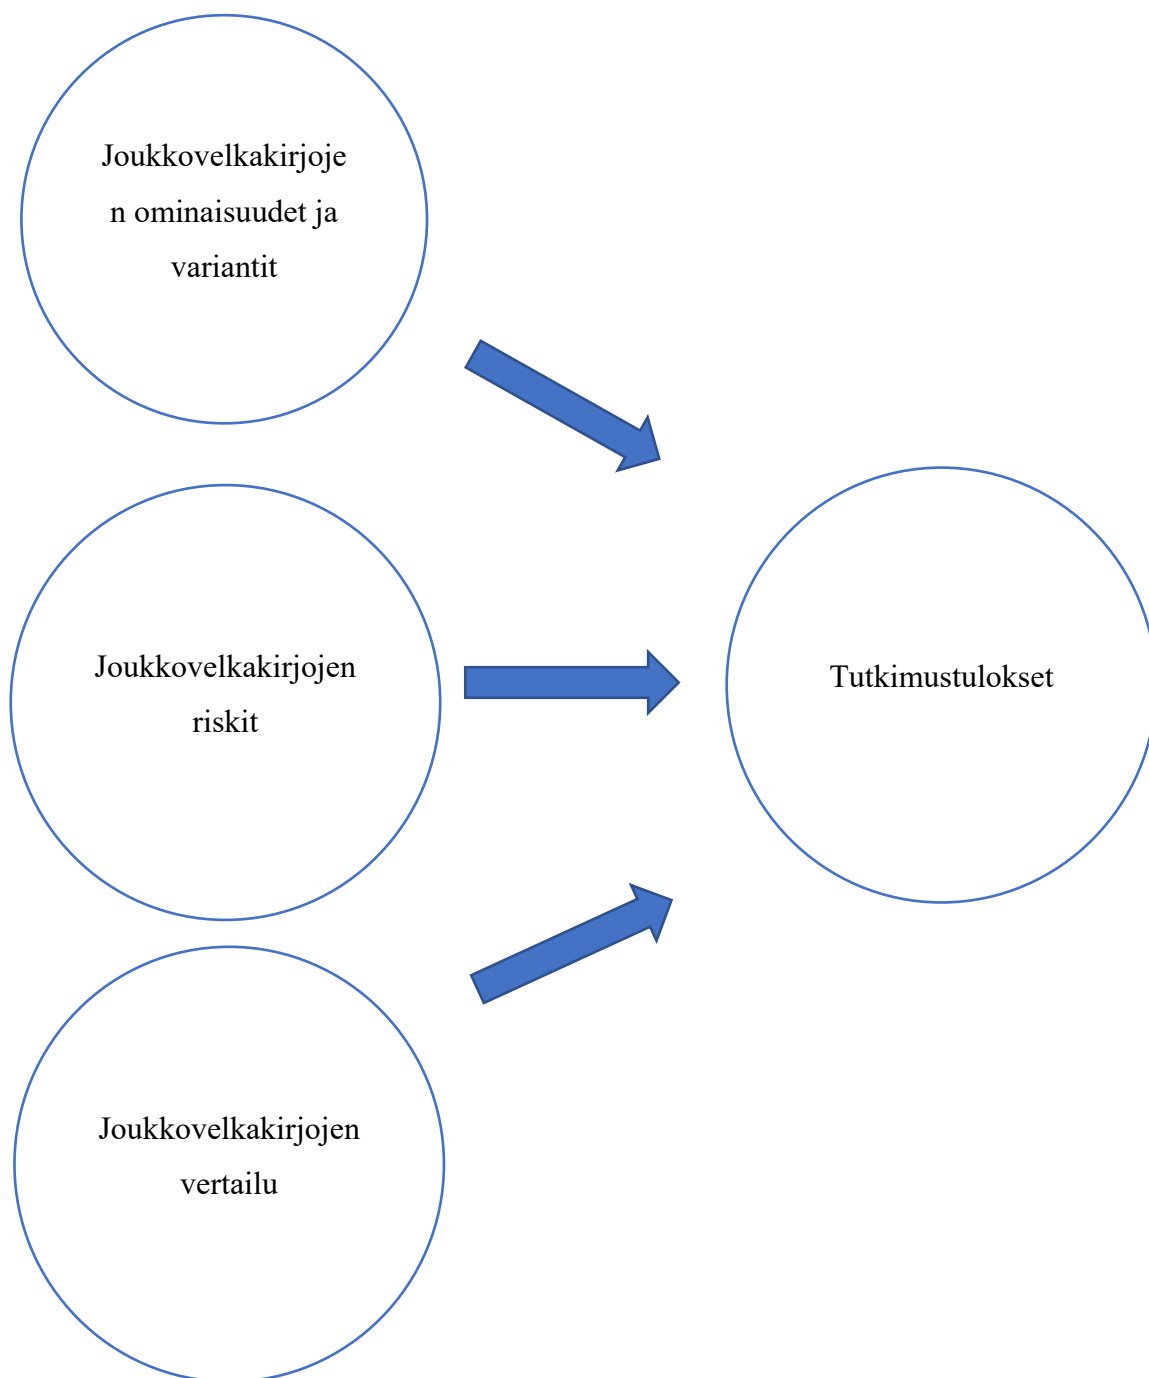 Joukkovelkakirjoje
n ominaisuudet ja
variantit
Joukkovelkakirjojen
riskit
Tutkimustulokset
Joukkovelkakirjojen
vertailu